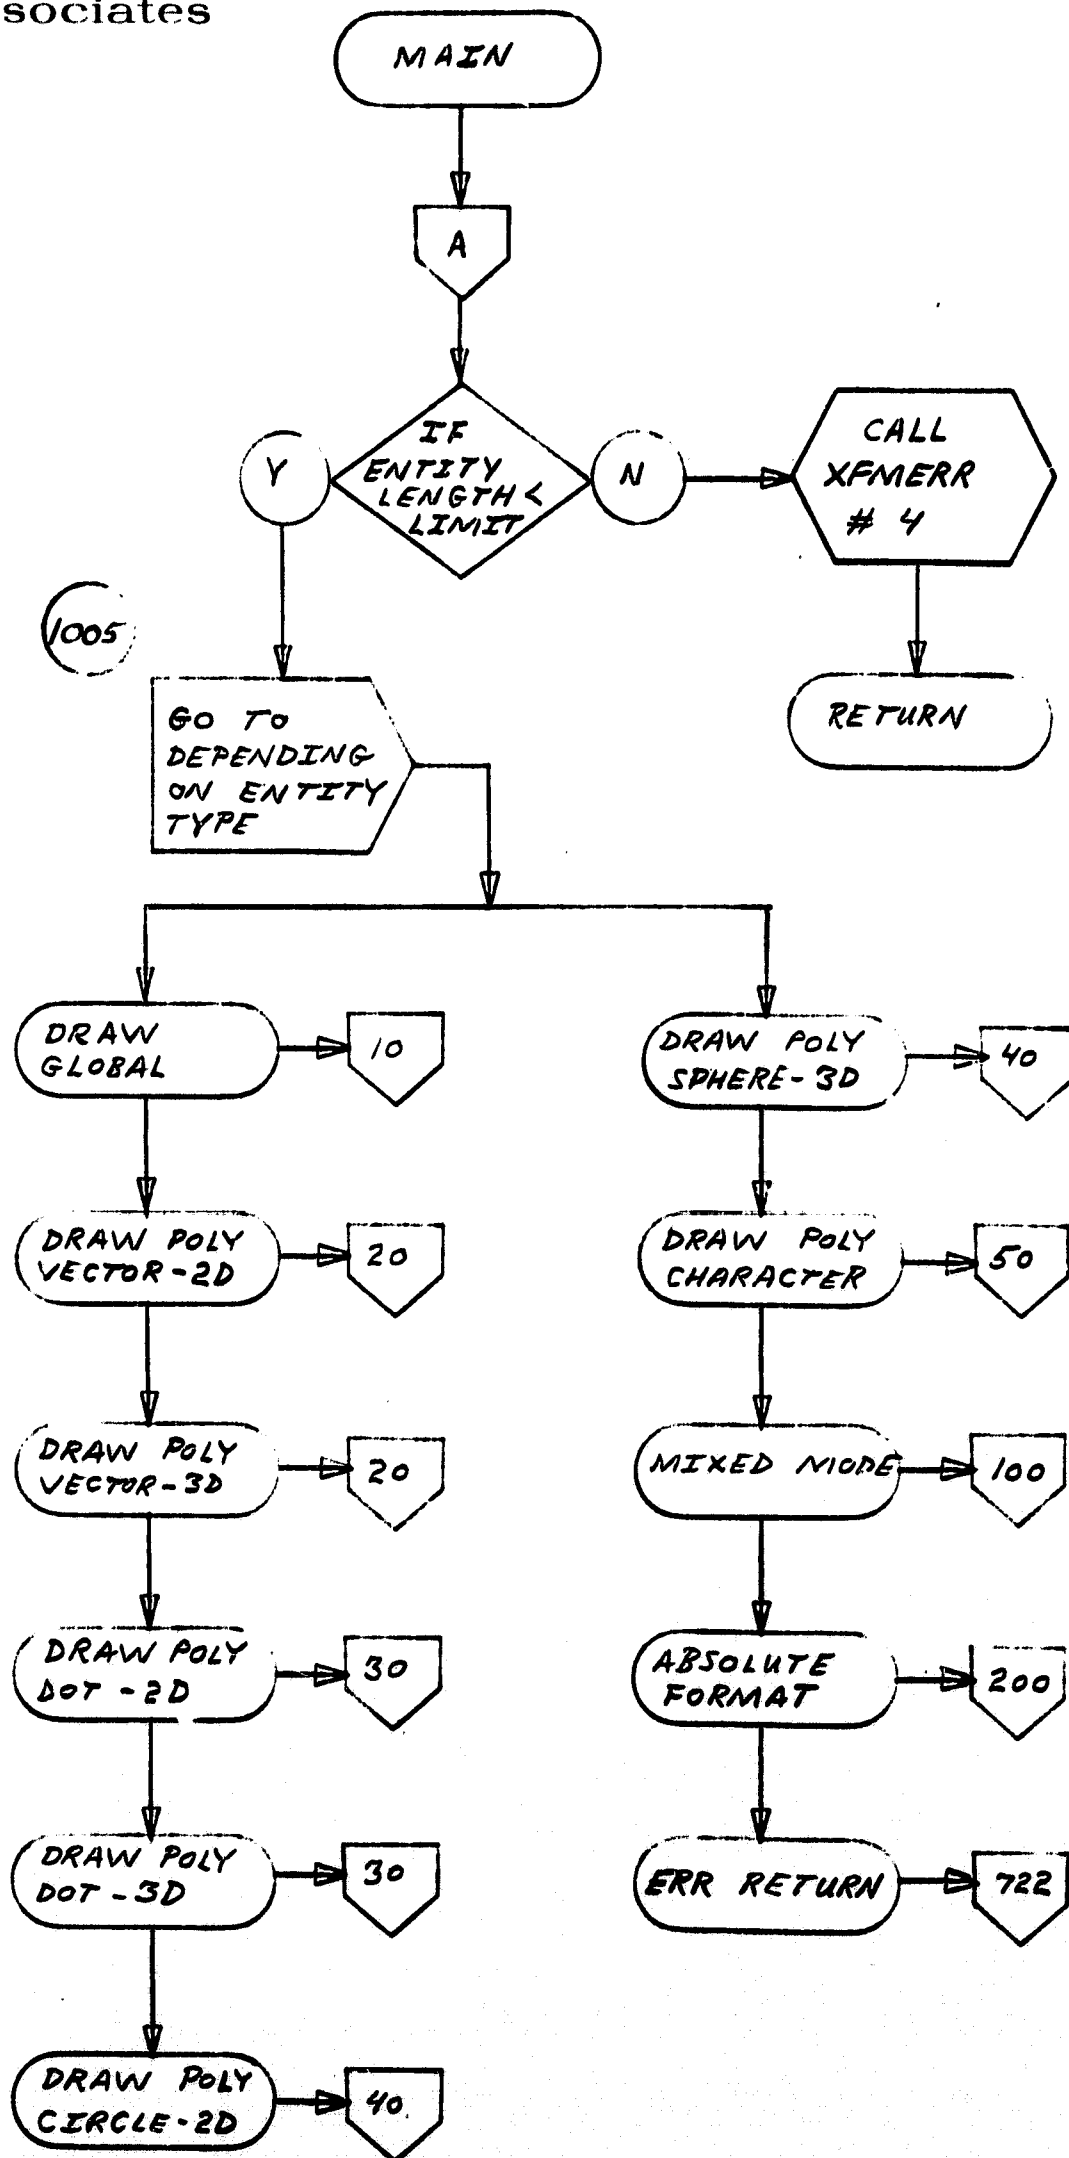 sociates
MAIN
A
IF
ENTITY
LENGTH <
LIMIT
Y
N
CALL
XFMERR
# 4
RETURN
1005
GO TO
DEPENDING
ON ENTITY
TYPE
DRAW
GLOBAL
10
DRAW POLY
VECTOR-2D
20
DRAW POLY
VECTOR-3D
20
DRAW POLY
DOT-2D
30
DRAW POLY
DOT-3D
30
DRAW POLY
CIRCLE-2D
40
DRAW POLY
SPHERE-3D
40
DRAW POLY
CHARACTER
50
MIXED MODE
100
ABSOLUTE
FORMAT
200
ERR RETURN
722